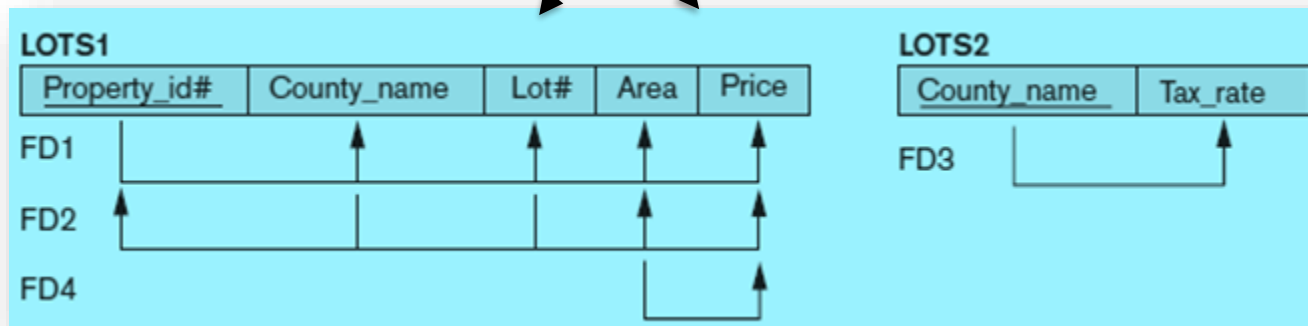 LOTS1
Property_id# County_name Lot# Area Price
FD1
FD2
FD4
LOTS2
County_name Tax_rate
FD3